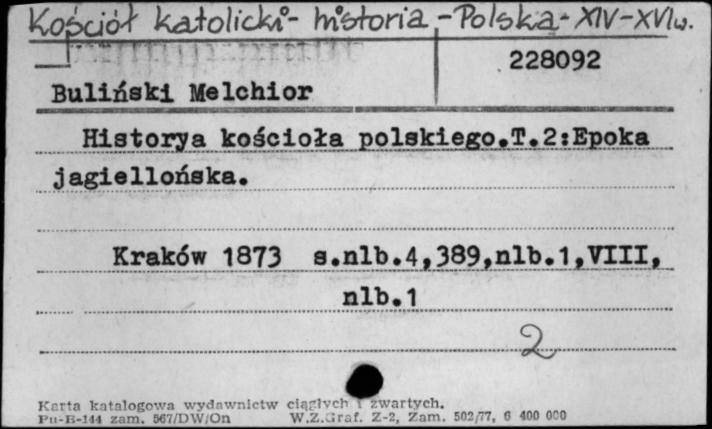 Kościół katolicki - historia - Polska - XIV-XVI w.
228092
Buliński Melchior
Historya kościoła polskiego.T.2:Epoka
jagiellońska.
Kraków 1873 s.nlb.4,389,nlb.1,VIII,
nlb.1
2
Karta katalogowa wydawnictw ciągłych i zwartych.
Pu-B-144 zam. 567/DW/On W.Z.Graf. Z-2, Zam. 502/77, 6 400 000